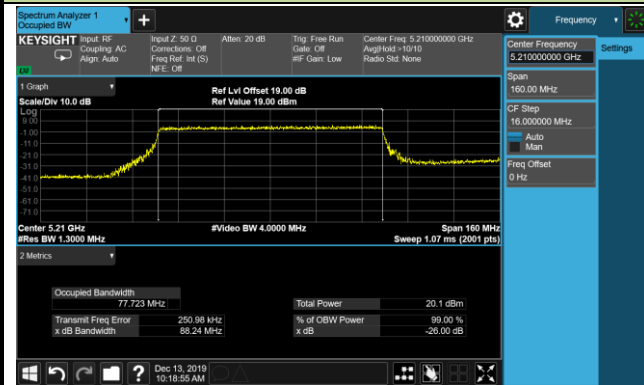 Spectrum Analyzer 1
Occupied BW
Frequency
KEYSIGHT
Input: RF
Coupling: AC
Align: Auto
Input Z: 50 Ω
Corrections: Off
Freq Ref: Int (S)
NFE: Off
Atten: 20 dB
Trig: Free Run
Gate: Off
#IF Gain: Low
Center Freq: 5.210000000 GHz
Avg|Hold:>10/10
Radio Std: None
Center Frequency
5.210000000 GHz
Settings
Span
160.00 MHz
CF Step
16.000000 MHz
Auto
Man
Freq Offset
0 Hz
1 Graph
Scale/Div 10.0 dB
Ref Lvl Offset 19.00 dB
Ref Value 19.00 dBm
Log
9.00
-1.00
-11.0
-21.0
-31.0
-41.0
-51.0
-61.0
-71.0
Center 5.21 GHz
#Res BW 1.3000 MHz
#Video BW 4.0000 MHz
Span 160 MHz
Sweep 1.07 ms (2001 pts)
2 Metrics
Occupied Bandwidth
77.723 MHz
Total Power 20.1 dBm
Transmit Freq Error 250.98 kHz
% of OBW Power 99.00 %
x dB Bandwidth 88.24 MHz
x dB -26.00 dB
?
Dec 13, 2019
10:18:55 AM